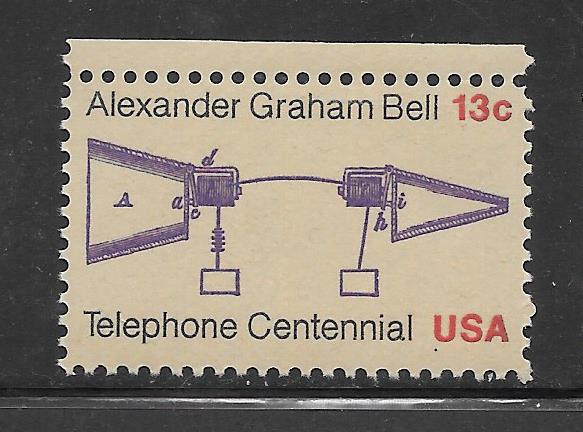 Alexander Graham Bell 13c
d
A a c h i
Telephone Centennial USA